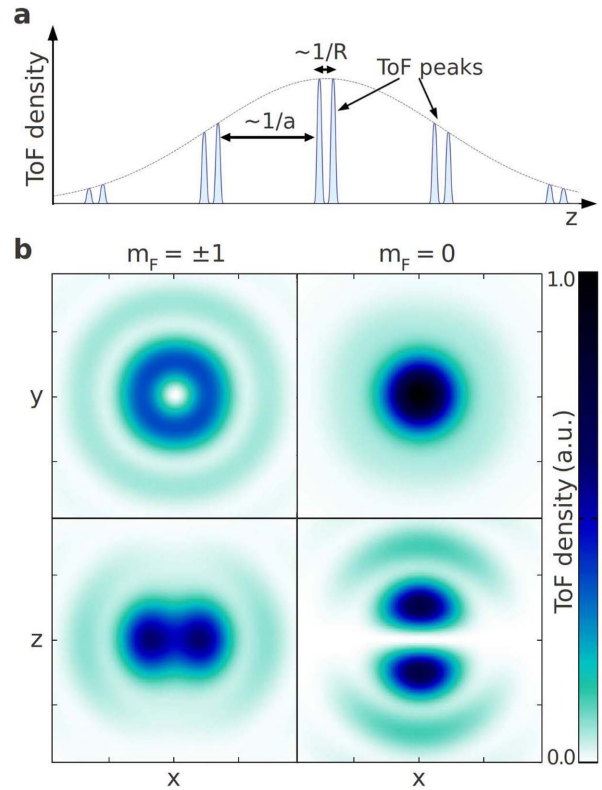 a
ToF density
~1/R
ToF peaks
~1/a
z
b
m_F = ±1
m_F = 0
1.0
y
ToF density (a.u.)
z
0.0
x
x